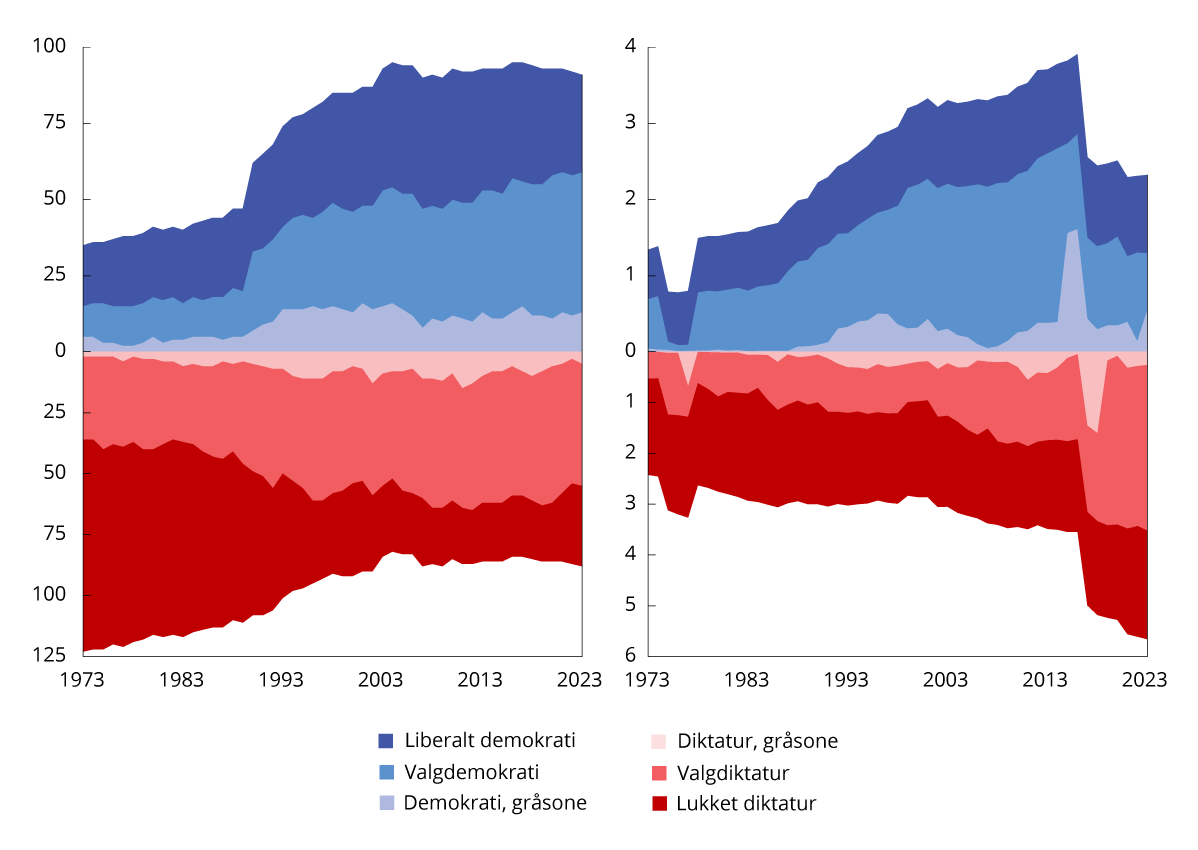 100
75
50
25
0
25
50
75
100
125
1973 1983 1993 2003 2013 2023
4
3
2
1
0
1
2
3
4
5
6
1973 1983 1993 2003 2013 2023
Liberalt demokrati
Valgdemokrati
Demokrati, gråsone
Diktatur, gråsone
Valgdiktatur
Lukket diktatur